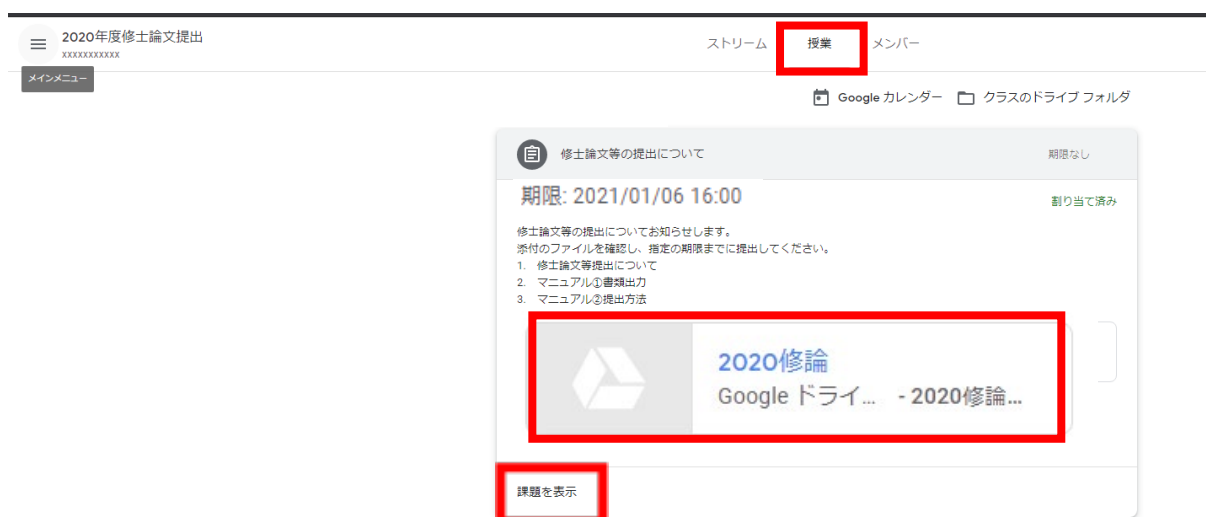 2020年度修士論文提出
xxxxxxxxxxx
メインメニュー
ストリーム 授業 メンバー
Google カレンダー クラスのドライブ フォルダ
修士論文等の提出について 期限なし
期限: 2021/01/06 16:00 割り当て済み
修士論文等の提出についてお知らせします。
添付のファイルを確認し、指定の期限までに提出してください。
1. 修士論文等提出について
2. マニュアル①書類出力
3. マニュアル②提出方法
2020修論
Google ドライ... - 2020修論...
課題を表示